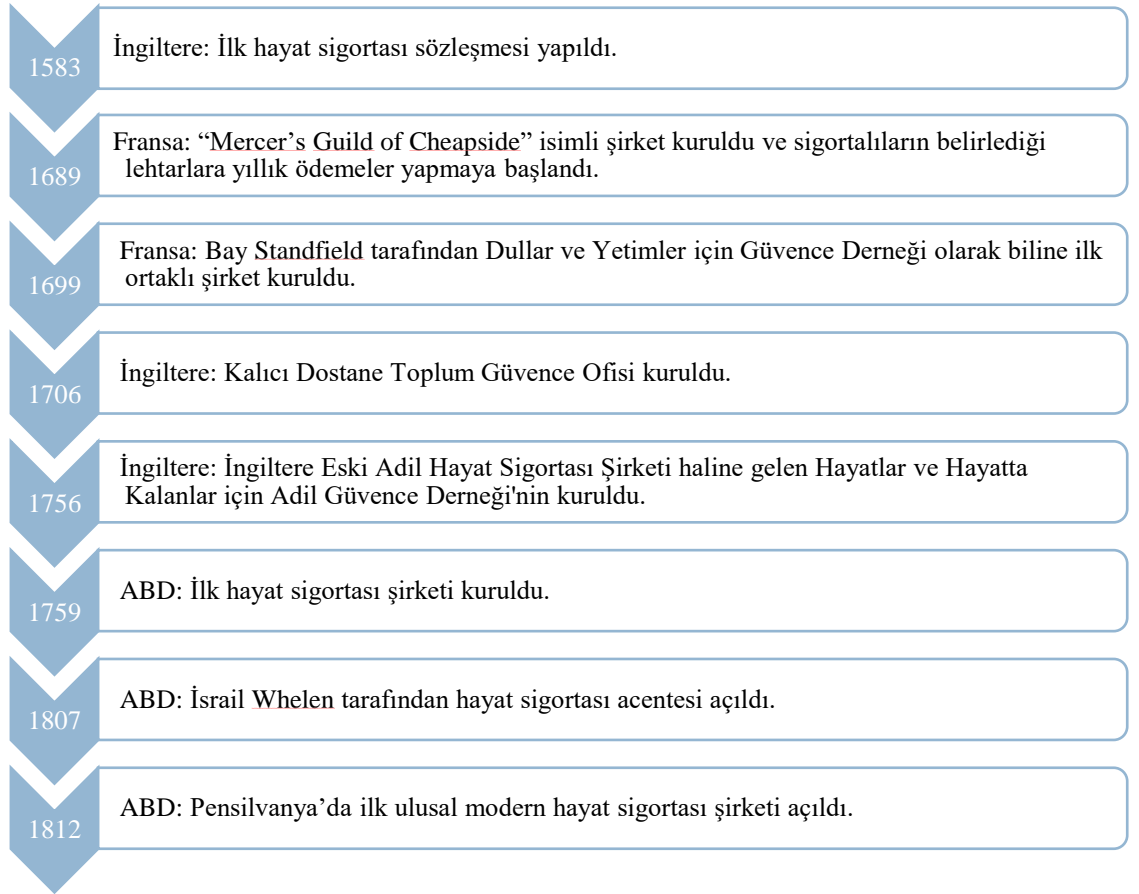 1583
İngiltere: İlk hayat sigortası sözleşmesi yapıldı.
1689
Fransa: “Mercer’s Guild of Cheapside” isimli şirket kuruldu ve sigortalıların belirlediği
lehtarlara yıllık ödemeler yapmaya başlandı.
1699
Fransa: Bay Standfield tarafından Dullar ve Yetimler için Güvence Derneği olarak biline ilk
ortaklı şirket kuruldu.
1706
İngiltere: Kalıcı Dostane Toplum Güvence Ofisi kuruldu.
1756
İngiltere: İngiltere Eski Adil Hayat Sigortası Şirketi haline gelen Hayatlar ve Hayatta
Kalanlar için Adil Güvence Derneği'nin kuruldu.
1759
ABD: İlk hayat sigortası şirketi kuruldu.
1807
ABD: İsrail Whelen tarafından hayat sigortası acentesi açıldı.
1812
ABD: Pensilvanya’da ilk ulusal modern hayat sigortası şirketi açıldı.